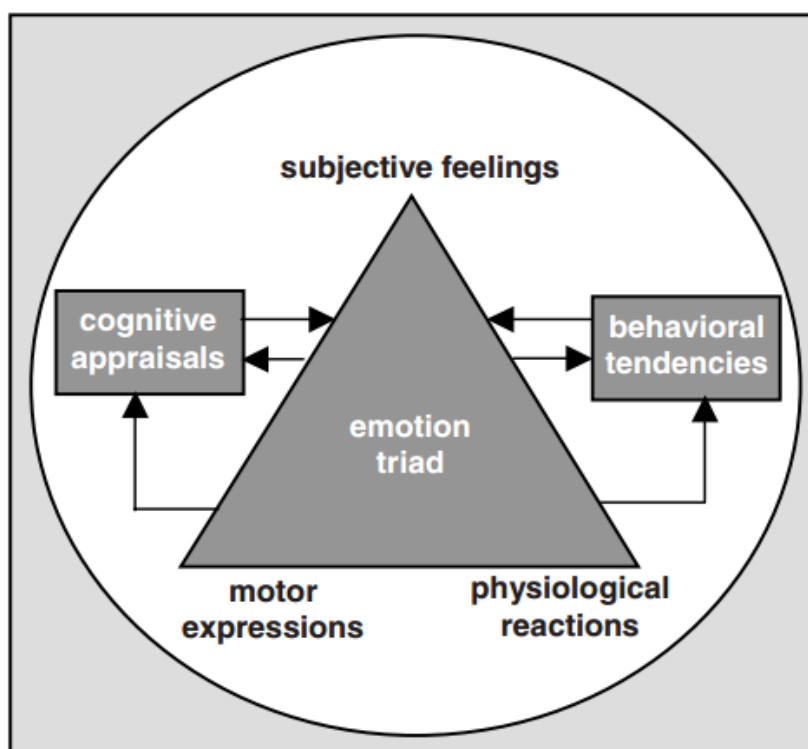 subjective feelings
cognitive
appraisals
behavioral
tendencies
emotion
triad
motor
expressions
physiological
reactions